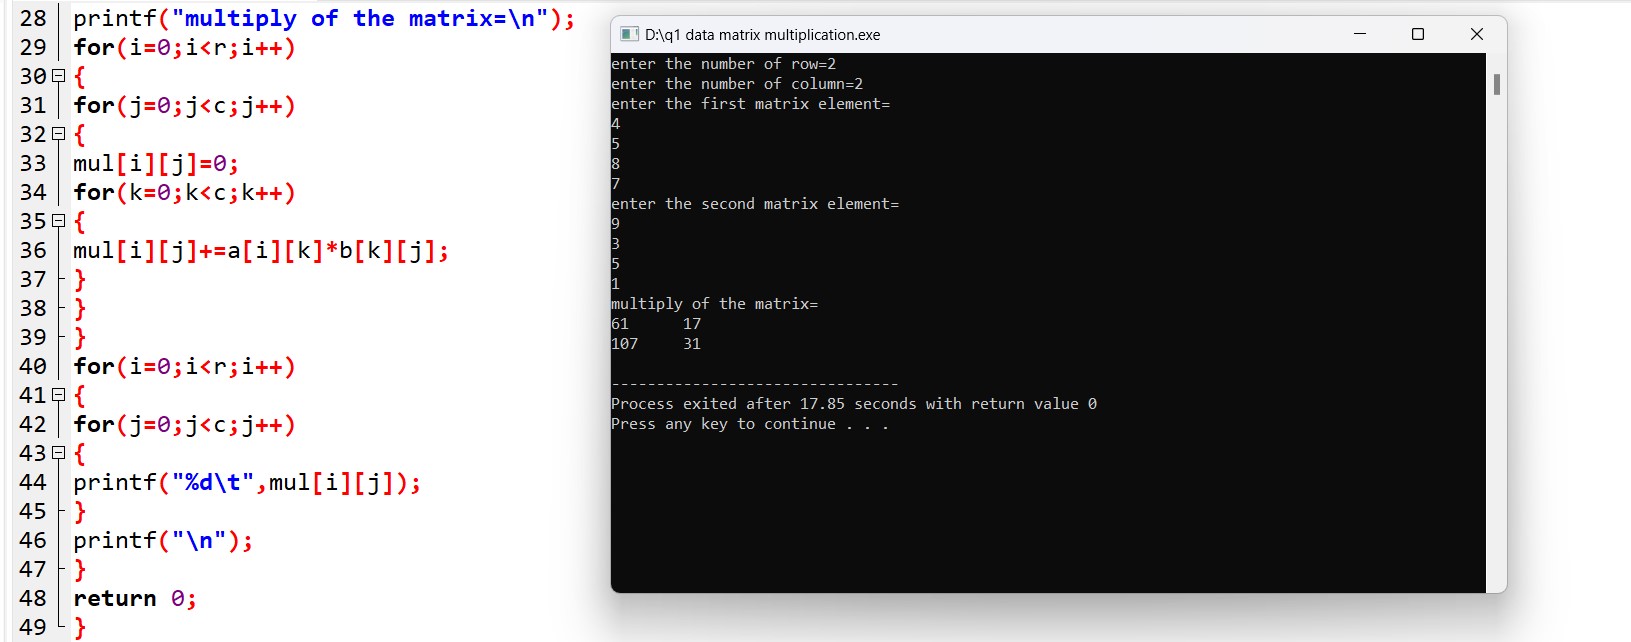 28 printf("multiply of the matrix=\n");
29 for(i=0;i<r;i++)
30 {
31 for(j=0;j<c;j++)
32 {
33 mul[i][j]=0;
34 for(k=0;k<c;k++)
35 {
36 mul[i][j]+=a[i][k]*b[k][j];
37 }
38 }
39 }
40 for(i=0;i<r;i++)
41 {
42 for(j=0;j<c;j++)
43 {
44 printf("%d\t",mul[i][j]);
45 }
46 printf("\n");
47 }
48 return 0;
49 }
D:\q1 data matrix multiplication.exe
enter the number of row=2
enter the number of column=2
enter the first matrix element=
4
5
8
7
enter the second matrix element=
9
3
5
1
multiply of the matrix=
61 17
107 31
--------------------------------
Process exited after 17.85 seconds with return value 0
Press any key to continue . . .